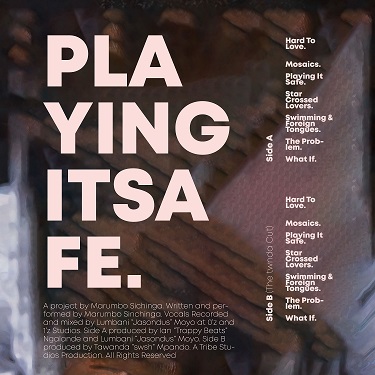 PLA
YING
ITSA
FE.
A project by Marumbo Sichinga. Written and per-
formed by Marumbo Sinchinga. Vocals Recorded
and mixed by Lumbani "Jasondus" Moyo at 0'z and
1'z Studios. Side A produced by Ian "Trappy Beats"
Ngalande and Lumbani "Jasondus" Moyo. Side B
produced by Tawanda "swsh" Mpando. A Tribe Stu-
dios Production. All Rights Reserved
Side A
Hard To
Love.
Mosaics.
Playing It
Safe.
Star
Crossed
Lovers.
Swimming &
Foreign
Tongues.
The Prob-
lem.
What If.
Side B (The twnda Cut)
Hard To
Love.
Mosaics.
Playing It
Safe.
Star
Crossed
Lovers.
Swimming &
Foreign
Tongues.
The Prob-
lem.
What If.